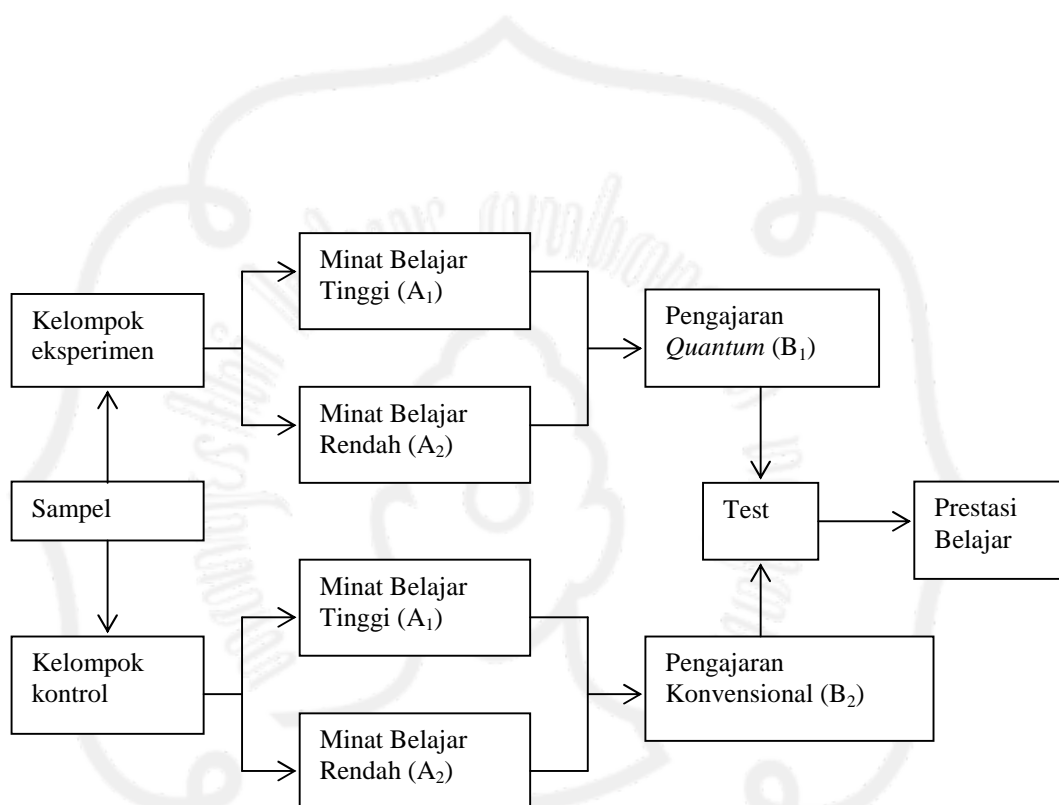 Minat Belajar
Tinggi (A₁)
Kelompok
eksperimen
Pengajaran
Quantum (B₁)
Minat Belajar
Rendah (A₂)
Sampel
Test
Prestasi
Belajar
Minat Belajar
Tinggi (A₁)
Kelompok
kontrol
Pengajaran
Konvensional (B₂)
Minat Belajar
Rendah (A₂)